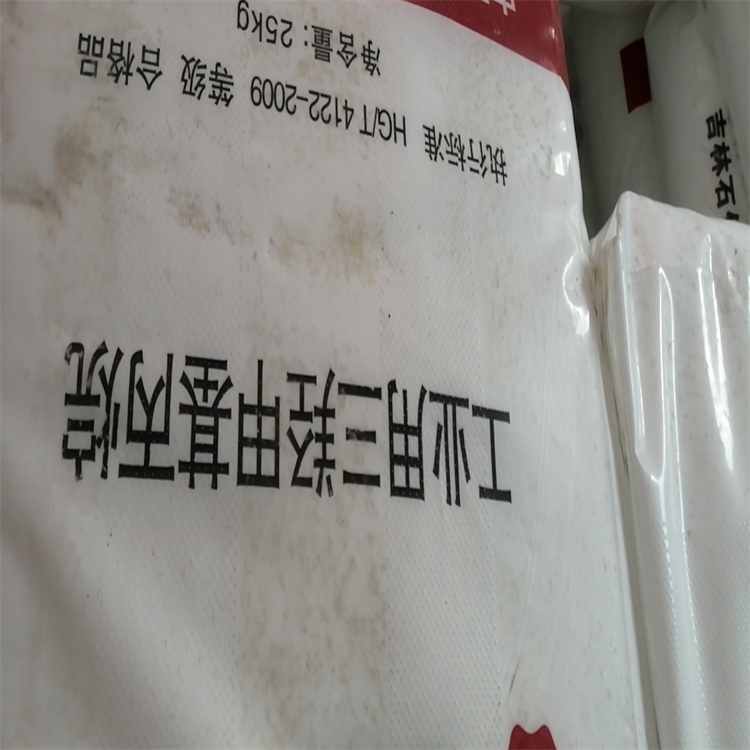 工业用三羟甲基丙烷
执行标准 HG/T 4122-2009 等级 合格品
净含量：25kg
吉林石